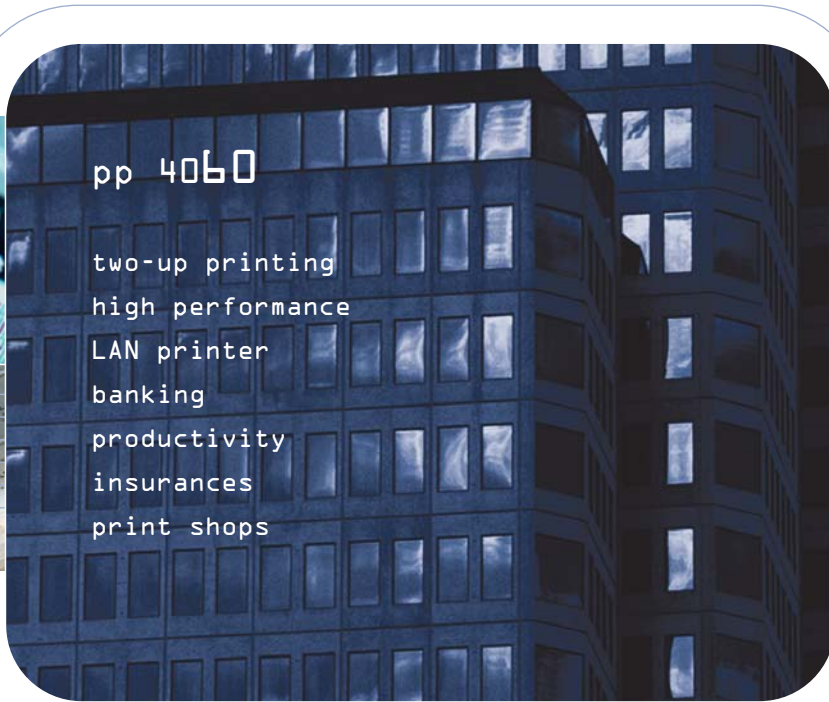 pp 4060
two-up printing
high performance
LAN printer
banking
productivity
insurances
print shops